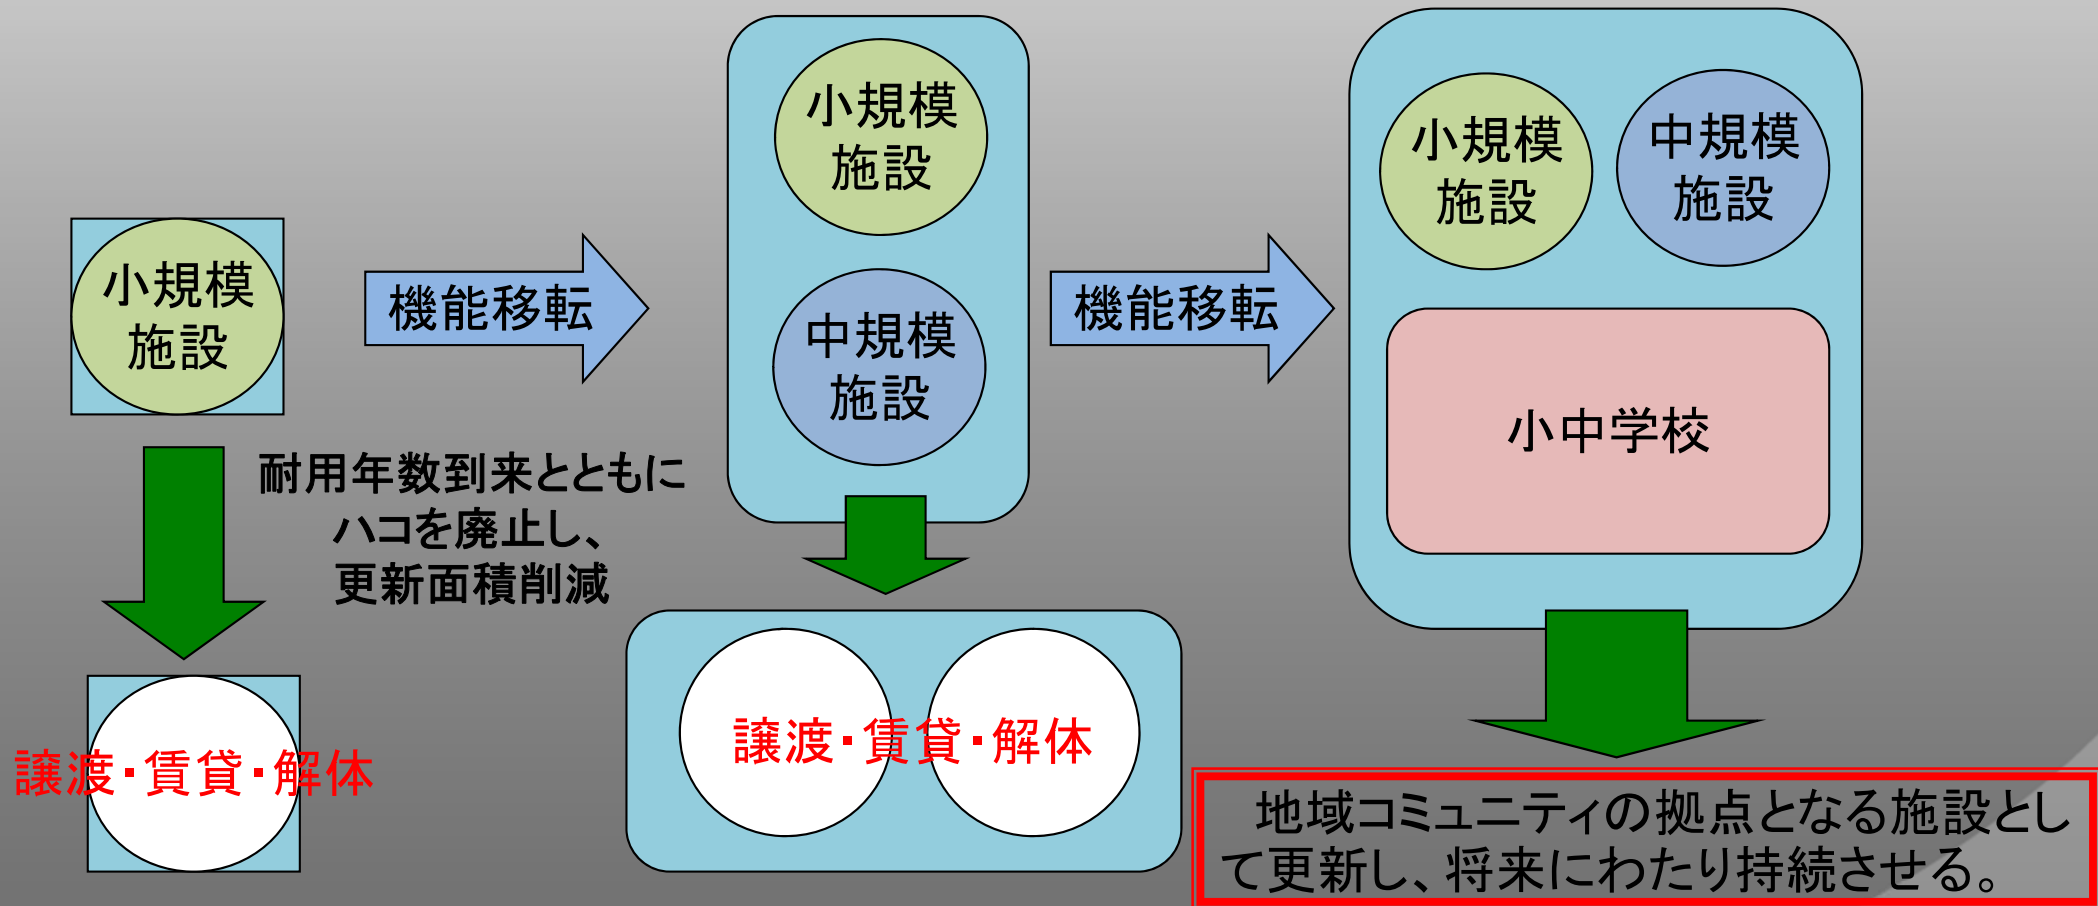 小規模
施設
機能移転
小規模
施設
中規模
施設
機能移転
小規模
施設
中規模
施設
小中学校
耐用年数到来とともに
ハコを廃止し、
更新面積削減
譲渡・賃貸・解体
譲渡・賃貸・解体
地域コミュニティの拠点となる施設とし
て更新し、将来にわたり持続させる。